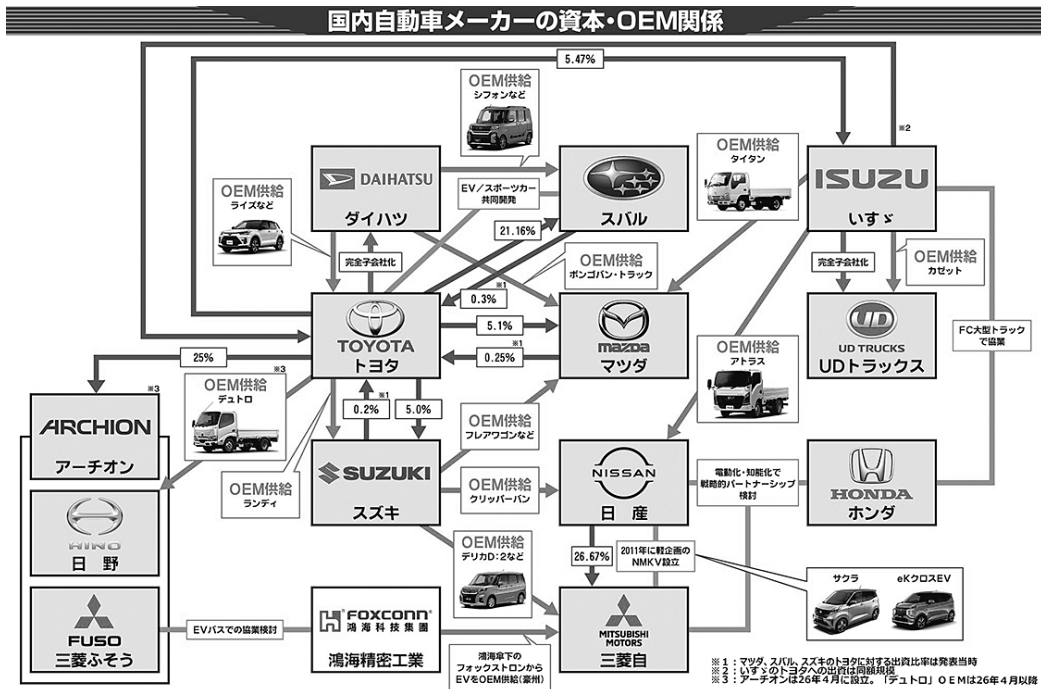 国内自動車メーカーの資本・OEM関係
5.47%
※2
OEM供給
シフォンなど
DAIHATSU
ダイハツ
EV／スポーツカー
共同開発
スバル
OEM供給
タイタン
ISUZU
いすゞ
OEM供給
ライズなど
完全子会社化
21.16%
OEM供給
ボンゴバン・トラック
完全子会社化
OEM供給
カゼット
※1
0.3%
TOYOTA
トヨタ
5.1%
※1
0.25%
mazda
マツダ
UD
UD TRUCKS
UDトラックス
FC大型トラック
で協業
25%
※3
OEM供給
デュトロ
※3
ARCHION
アーチオン
※1
0.2%
5.0%
OEM供給
アトラス
OEM供給
フレアワゴンなど
OEM供給
ランディ
SUZUKI
スズキ
OEM供給
クリッパーバン
NISSAN
日産
電動化・知能化で
戦略的パートナーシップ
検討
HONDA
ホンダ
HINO
日野
OEM供給
デリカD:2など
26.67%
2011年に軽企画の
NMKV設立
サクラ
eKクロスEV
FUSO
三菱ふそう
EVバスでの協業検討
FOXCONN
鴻海科技集團
鴻海精密工業
鴻海傘下の
フォックストロンから
EVをOEM供給(豪州)
MITSUBISHI
MOTORS
三菱自
※1：マツダ、スバル、スズキのトヨタに対する出資比率は発表当時
※2：いすゞのトヨタへの出資は同額規模
※3：アーチオンは26年4月に設立。「デュトロ」OEMは26年4月以降